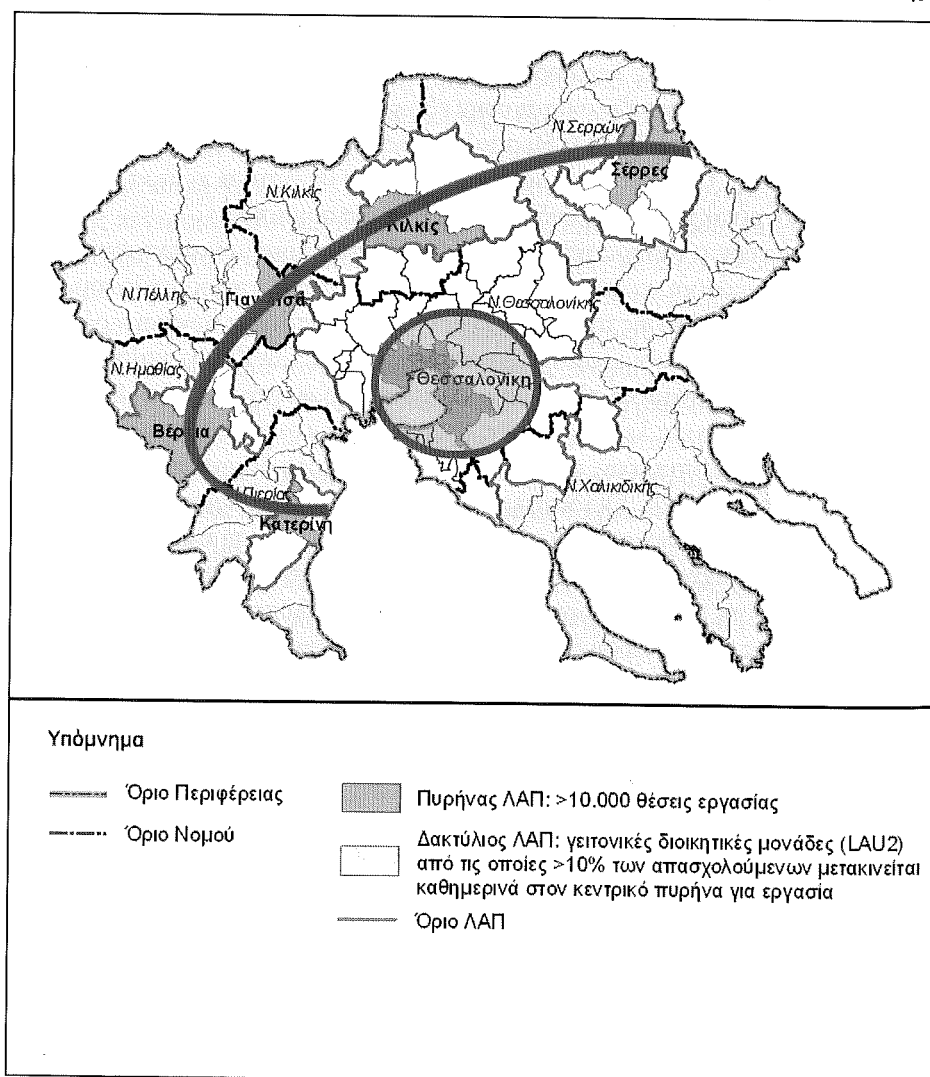 Ν.Σερρών
Σέρρες
Ν.Κιλκίς
Κιλκίς
Ν.Πέλλης
Γιαννιτσά
Ν.Θεσσαλονίκης
Θεσσαλονίκη
Ν.Ημαθίας
Βέροια
Ν.Πιερίας
Κατερίνη
Ν.Χαλκιδικής
Υπόμνημα
Όριο Περιφέρειας
Όριο Νομού
Πυρήνας ΛΑΠ: >10.000 θέσεις εργασίας
Δακτύλιος ΛΑΠ: γειτονικές διοικητικές μονάδες (LAU2)
από τις οποίες >10% των απασχολούμενων μετακινείται
καθημερινά στον κεντρικό πυρήνα για εργασία
Όριο ΛΑΠ